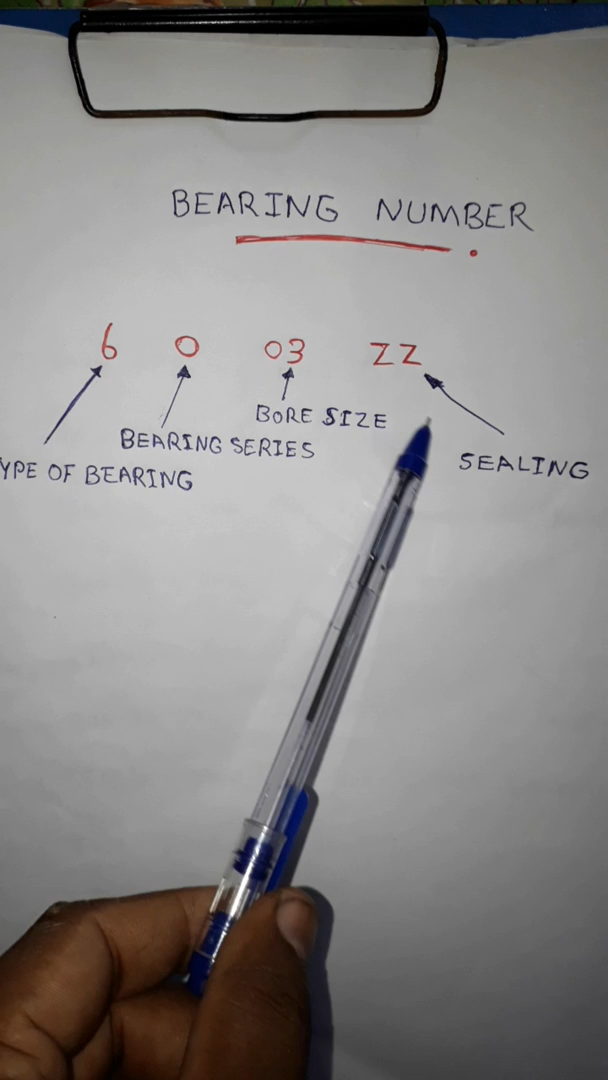 BEARING NUMBER
6 0 03 ZZ
BORE SIZE
BEARING SERIES
SEALING
YPE OF BEARING